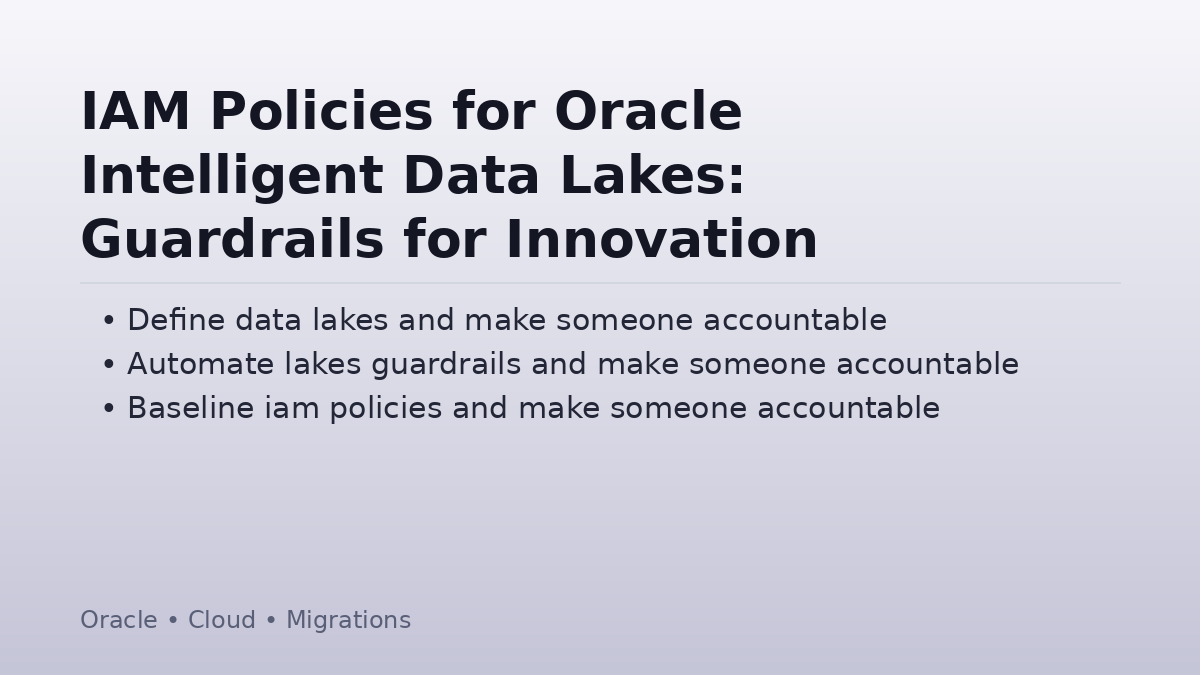 IAM Policies for Oracle
Intelligent Data Lakes:
Guardrails for Innovation
• Define data lakes and make someone accountable
• Automate lakes guardrails and make someone accountable
• Baseline iam policies and make someone accountable
Oracle • Cloud • Migrations